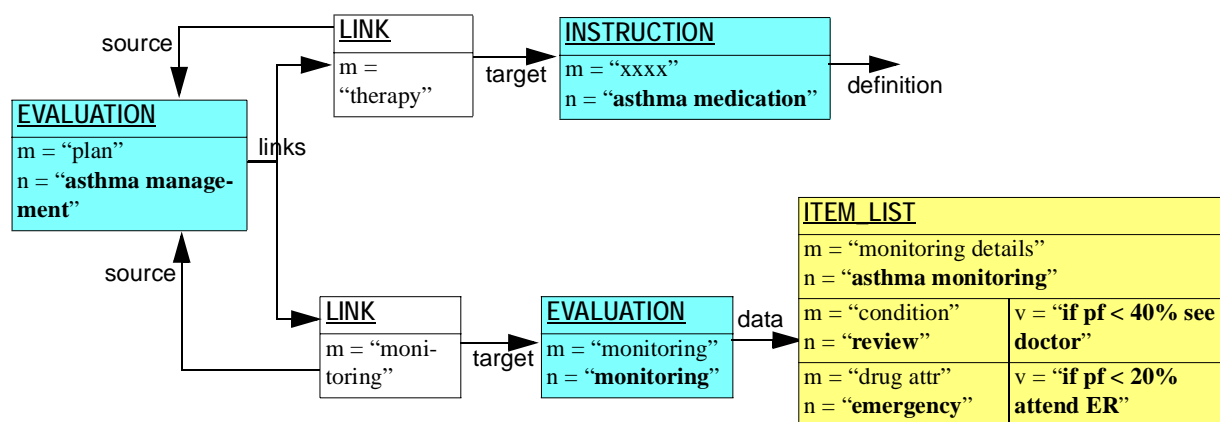 source
LINK
m =
“therapy”
target
INSTRUCTION
m = “xxxx”
n = “asthma medication”
definition
EVALUATION
m = “plan”
n = “asthma manage-
ment”
links
source
LINK
m = “moni-
toring”
target
EVALUATION
m = “monitoring”
n = “monitoring”
data
ITEM_LIST
m = “monitoring details”
n = “asthma monitoring”
m = “condition”
n = “review”
v = “if pf < 40% see
doctor”
m = “drug attr”
n = “emergency”
v = “if pf < 20%
attend ER”